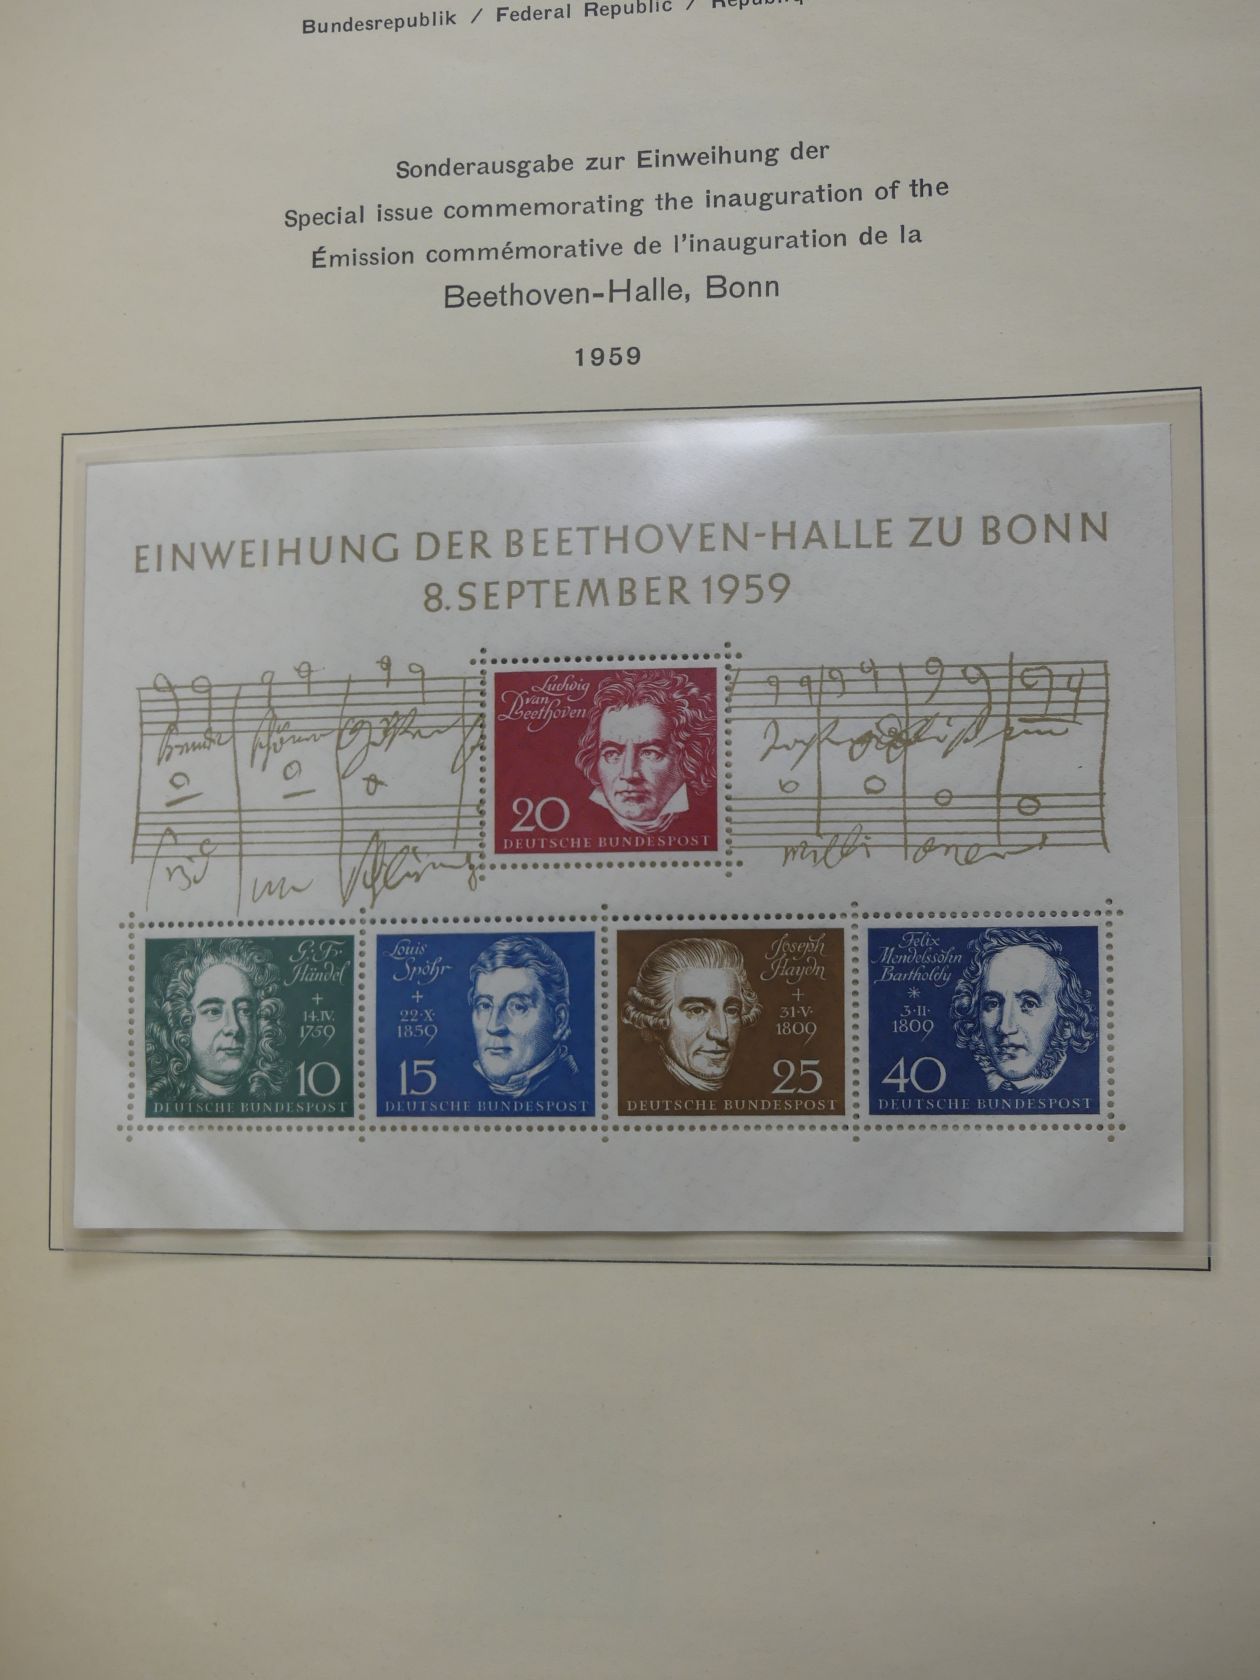 Bundesrepublik / Federal Republic /
Sonderausgabe zur Einweihung der
Special issue commemorating the inauguration of the
Émission commémorative de l'inauguration de la
Beethoven-Halle, Bonn
1959
EINWEIHUNG DER BEETHOVEN-HALLE ZU BONN
8. SEPTEMBER 1959
Ludwig
van
Beethoven
20
DEUTSCHE BUNDESPOST
G. Fr.
Händel
+
14.IV.
1759
10
DEUTSCHE BUNDESPOST
Louis
Spohr
+
22·X·
1859
15
DEUTSCHE BUNDESPOST
Joseph
Haydn
+
31·V·
1809
25
DEUTSCHE BUNDESPOST
Felix
Mendelssohn
Bartholdy
*
3·II·
1809
40
DEUTSCHE BUNDESPOST